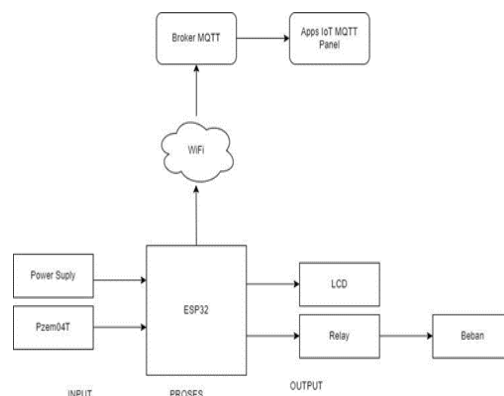 Broker MQTT
Apps IoT MQTT
Panel
WiFi
Power Suply
ESP32
LCD
Pzem04T
Relay
Beban
INPUT
PROSES
OUTPUT